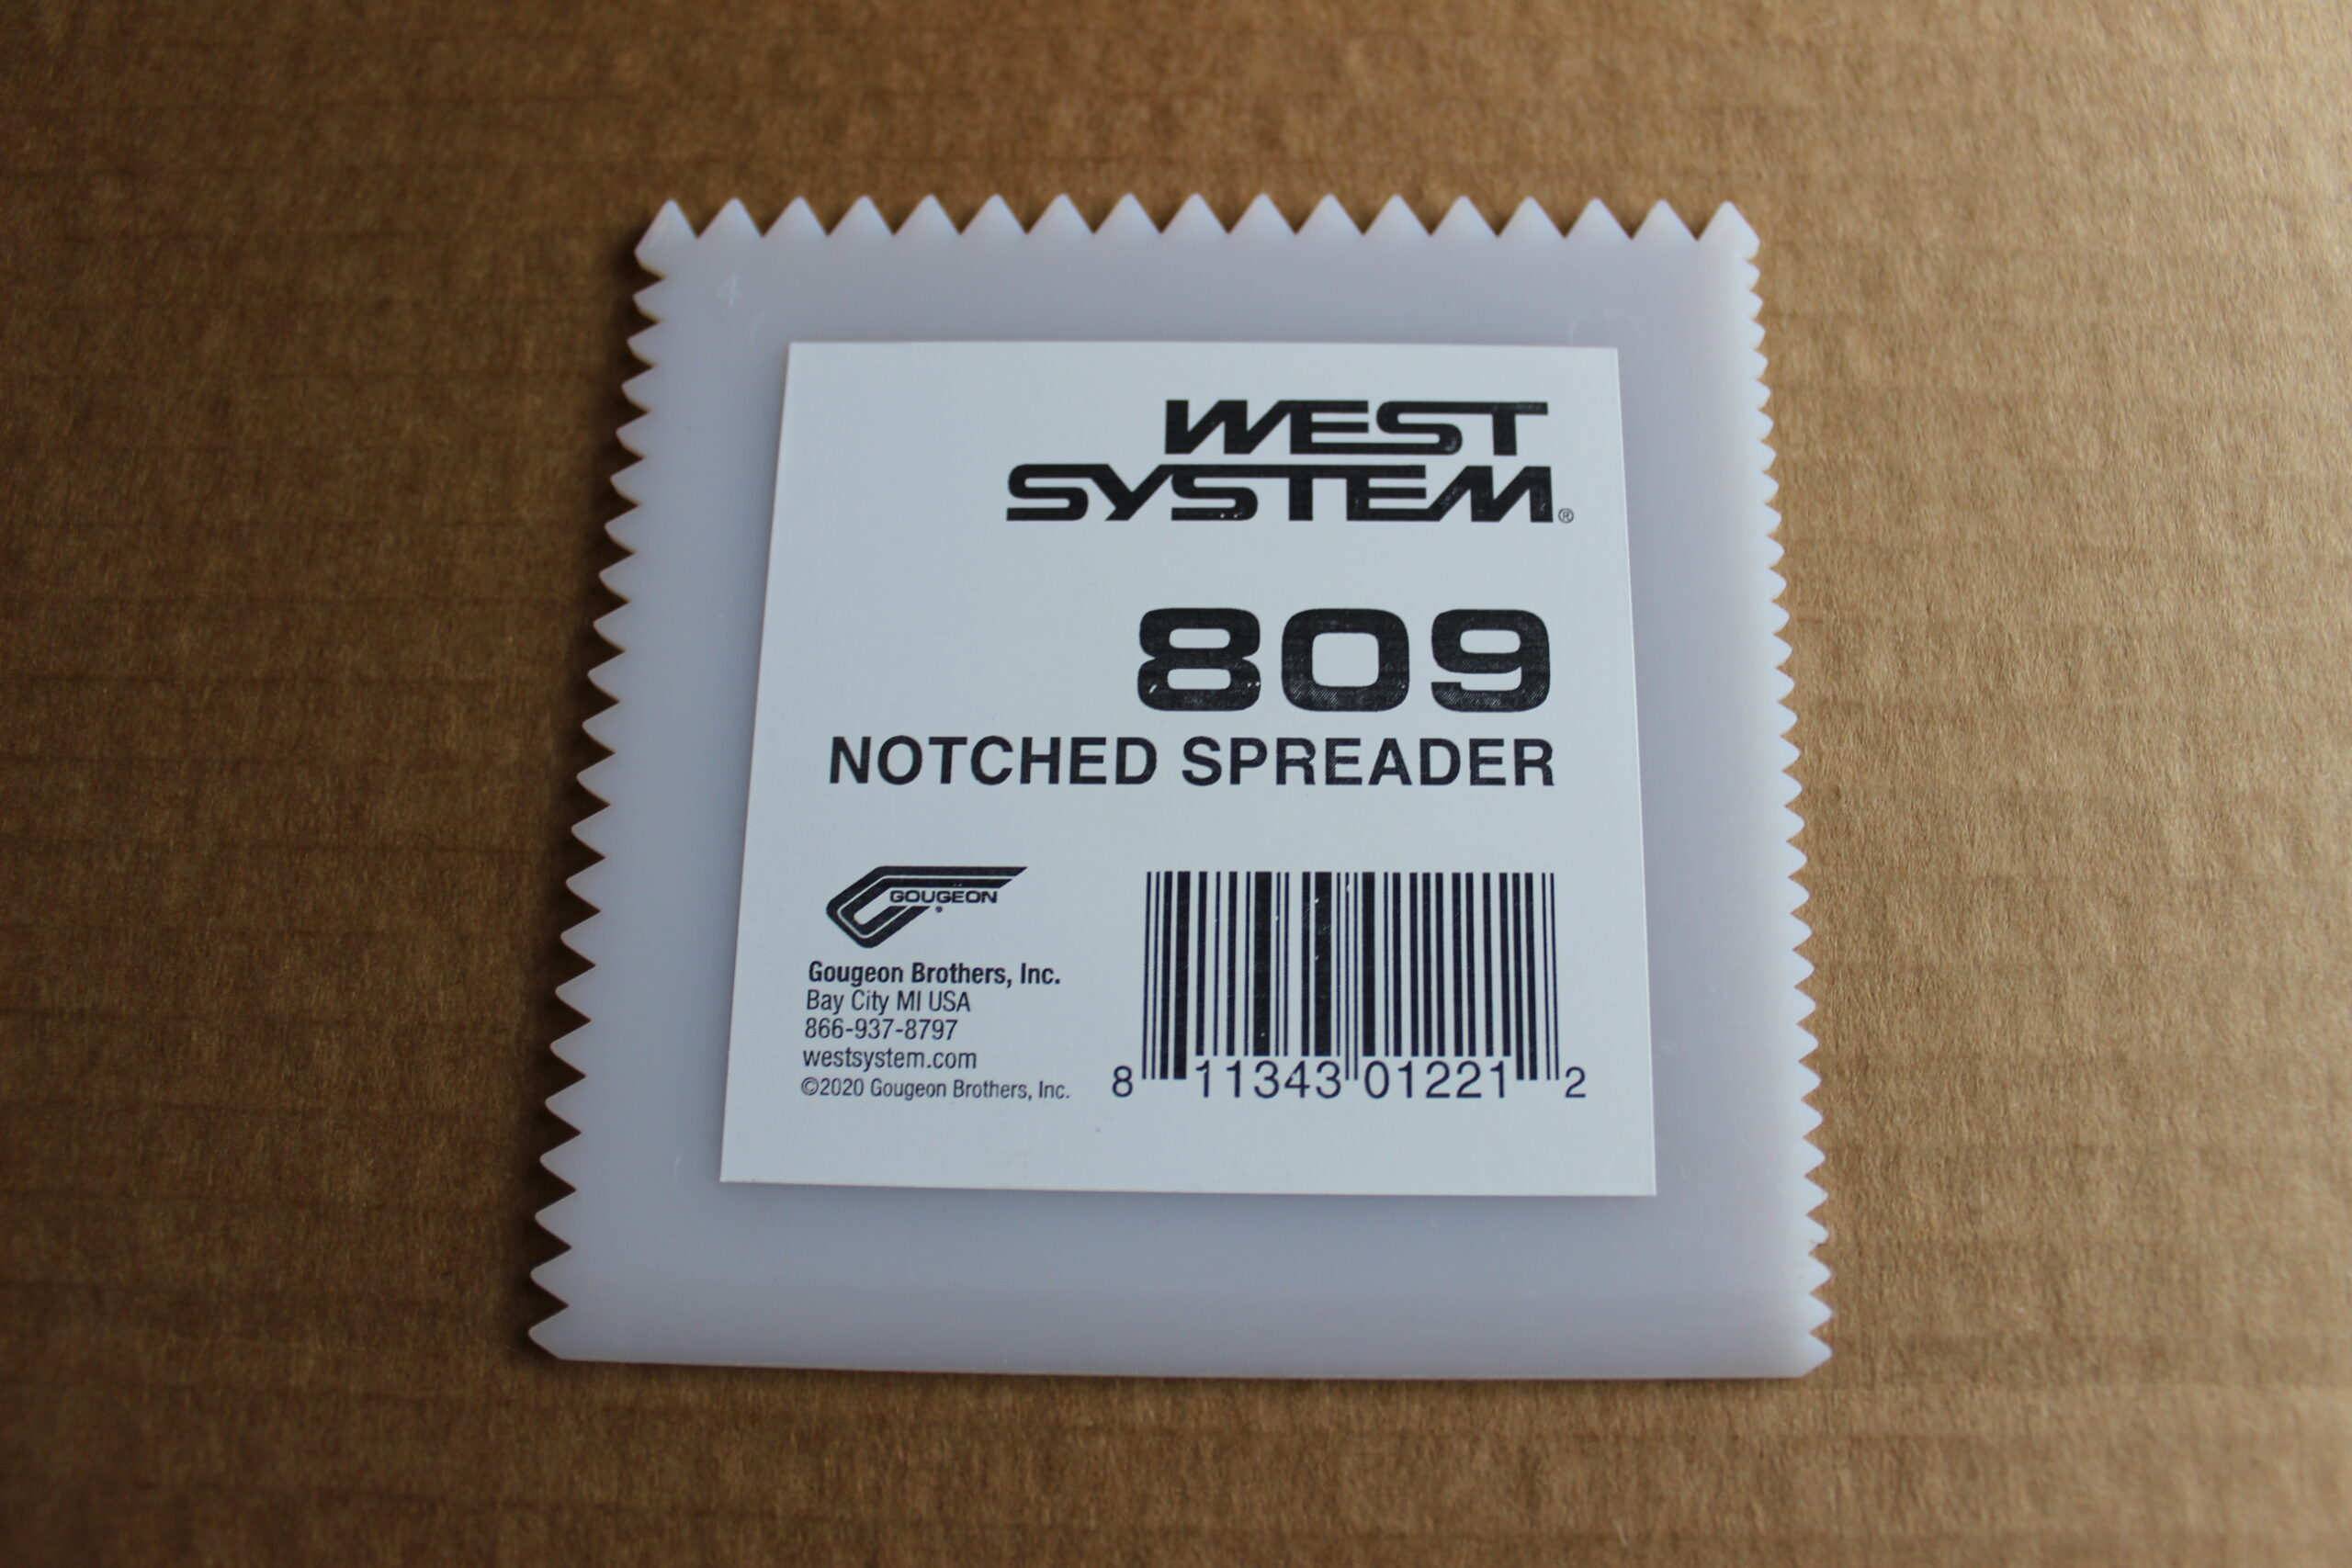 4
WEST
SYSTEM®
809
NOTCHED SPREADER
GOUGEON®
Gougeon Brothers, Inc.
Bay City MI USA
866-937-8797
westsystem.com
©2020 Gougeon Brothers, Inc.
8 11343 01221 2